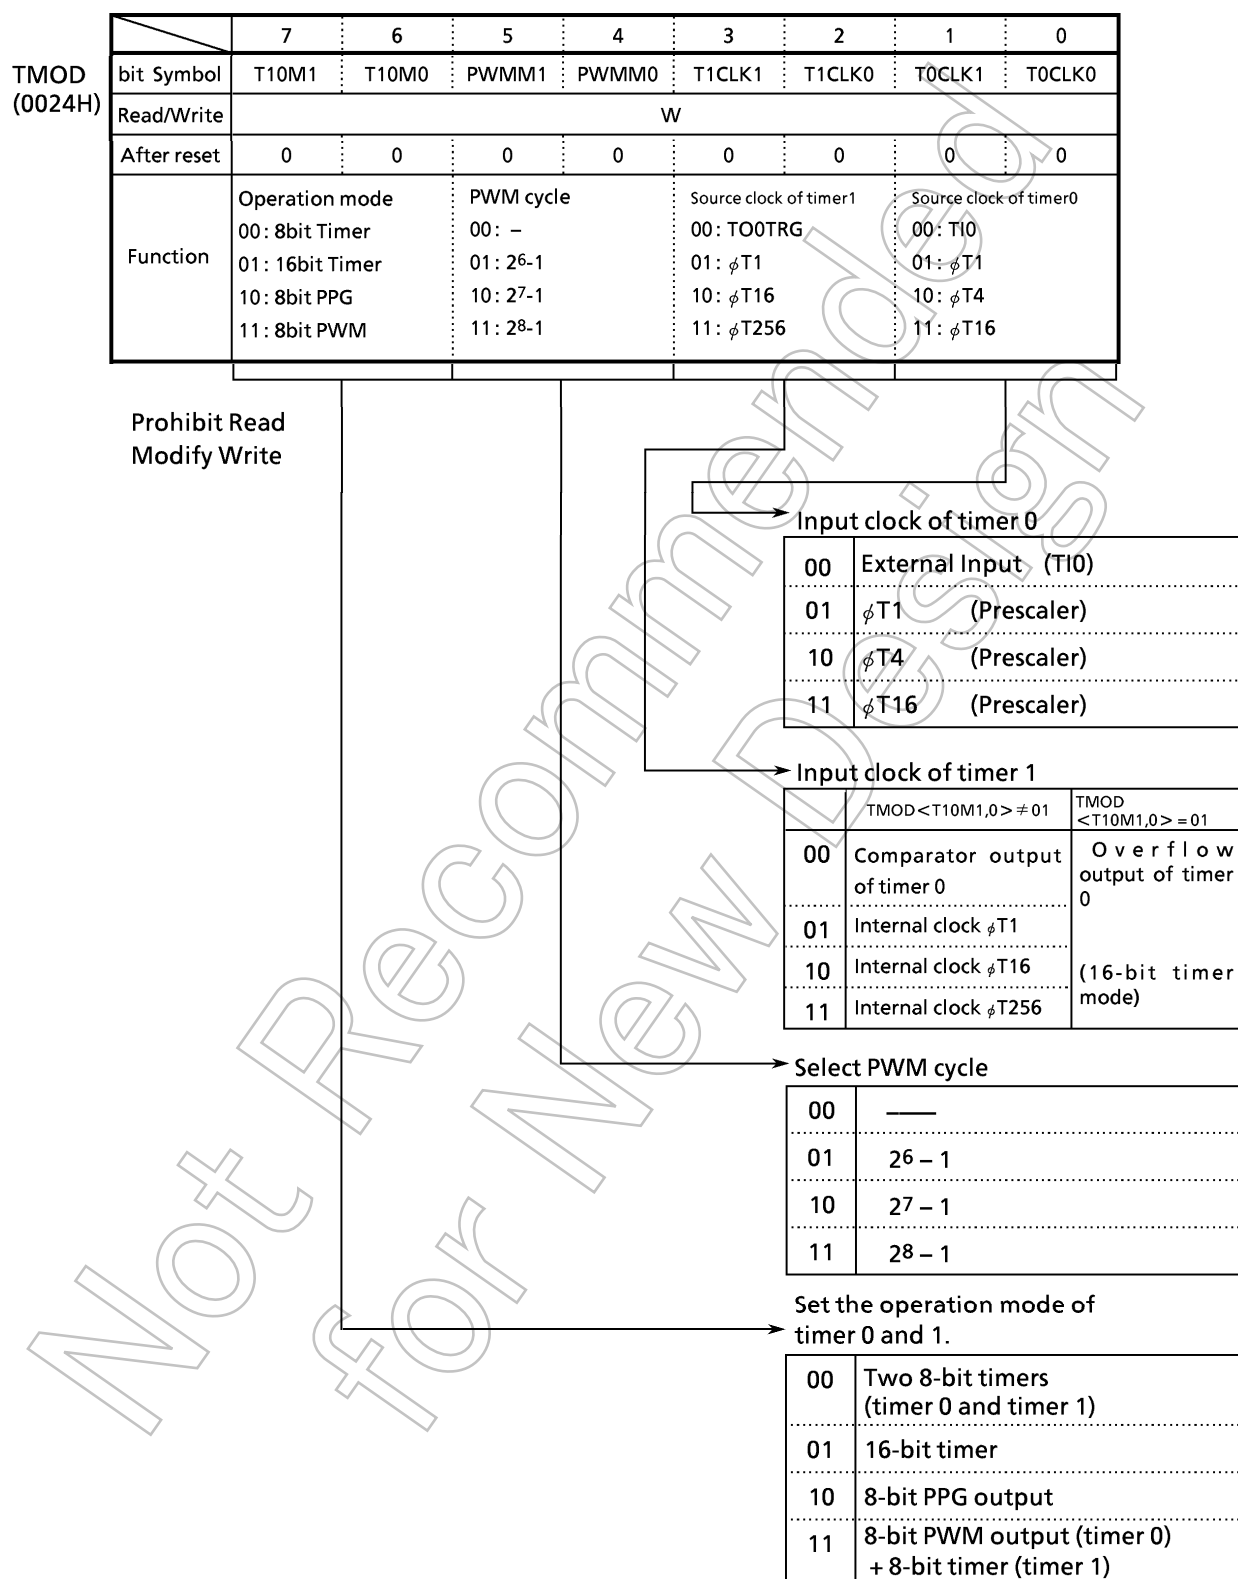 7 6 5 4 3 2 1 0
TMOD
(0024H)
bit Symbol T10M1 T10M0 PWMM1 PWMM0 T1CLK1 T1CLK0 T0CLK1 T0CLK0
Read/Write W
After reset 0 0 0 0 0 0 0 0
Function
Operation mode
00: 8bit Timer
01: 16bit Timer
10: 8bit PPG
11: 8bit PWM
PWM cycle
00: –
01: 2⁶-1
10: 2⁷-1
11: 2⁸-1
Source clock of timer1
00: TO0TRG
01: φT1
10: φT16
11: φT256
Source clock of timer0
00: TI0
01: φT1
10: φT4
11: φT16
Prohibit Read
Modify Write
Input clock of timer 0
00 External Input (TI0)
01 φT1 (Prescaler)
10 φT4 (Prescaler)
11 φT16 (Prescaler)
Input clock of timer 1
TMOD<T10M1,0>≠01
TMOD
<T10M1,0>=01
00 Comparator output
of timer 0
01 Internal clock φT1
10 Internal clock φT16
11 Internal clock φT256
Overflow
output of timer
0
(16-bit timer
mode)
Select PWM cycle
00 ——
01 2⁶ – 1
10 2⁷ – 1
11 2⁸ – 1
Set the operation mode of
timer 0 and 1.
00 Two 8-bit timers
(timer 0 and timer 1)
01 16-bit timer
10 8-bit PPG output
11 8-bit PWM output (timer 0)
+ 8-bit timer (timer 1)
Not Recommended
for New Design